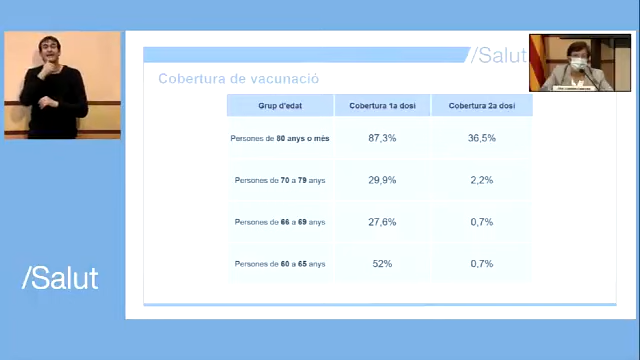 /Salut
Cobertura de vacunació
Grup d'edat Cobertura 1a dosi Cobertura 2a dosi
Persones de 80 anys o més 87,3% 36,5%
Persones de 70 a 79 anys 29,9% 2,2%
Persones de 66 a 69 anys 27,6% 0,7%
Persones de 60 a 65 anys 52% 0,7%
/Salut